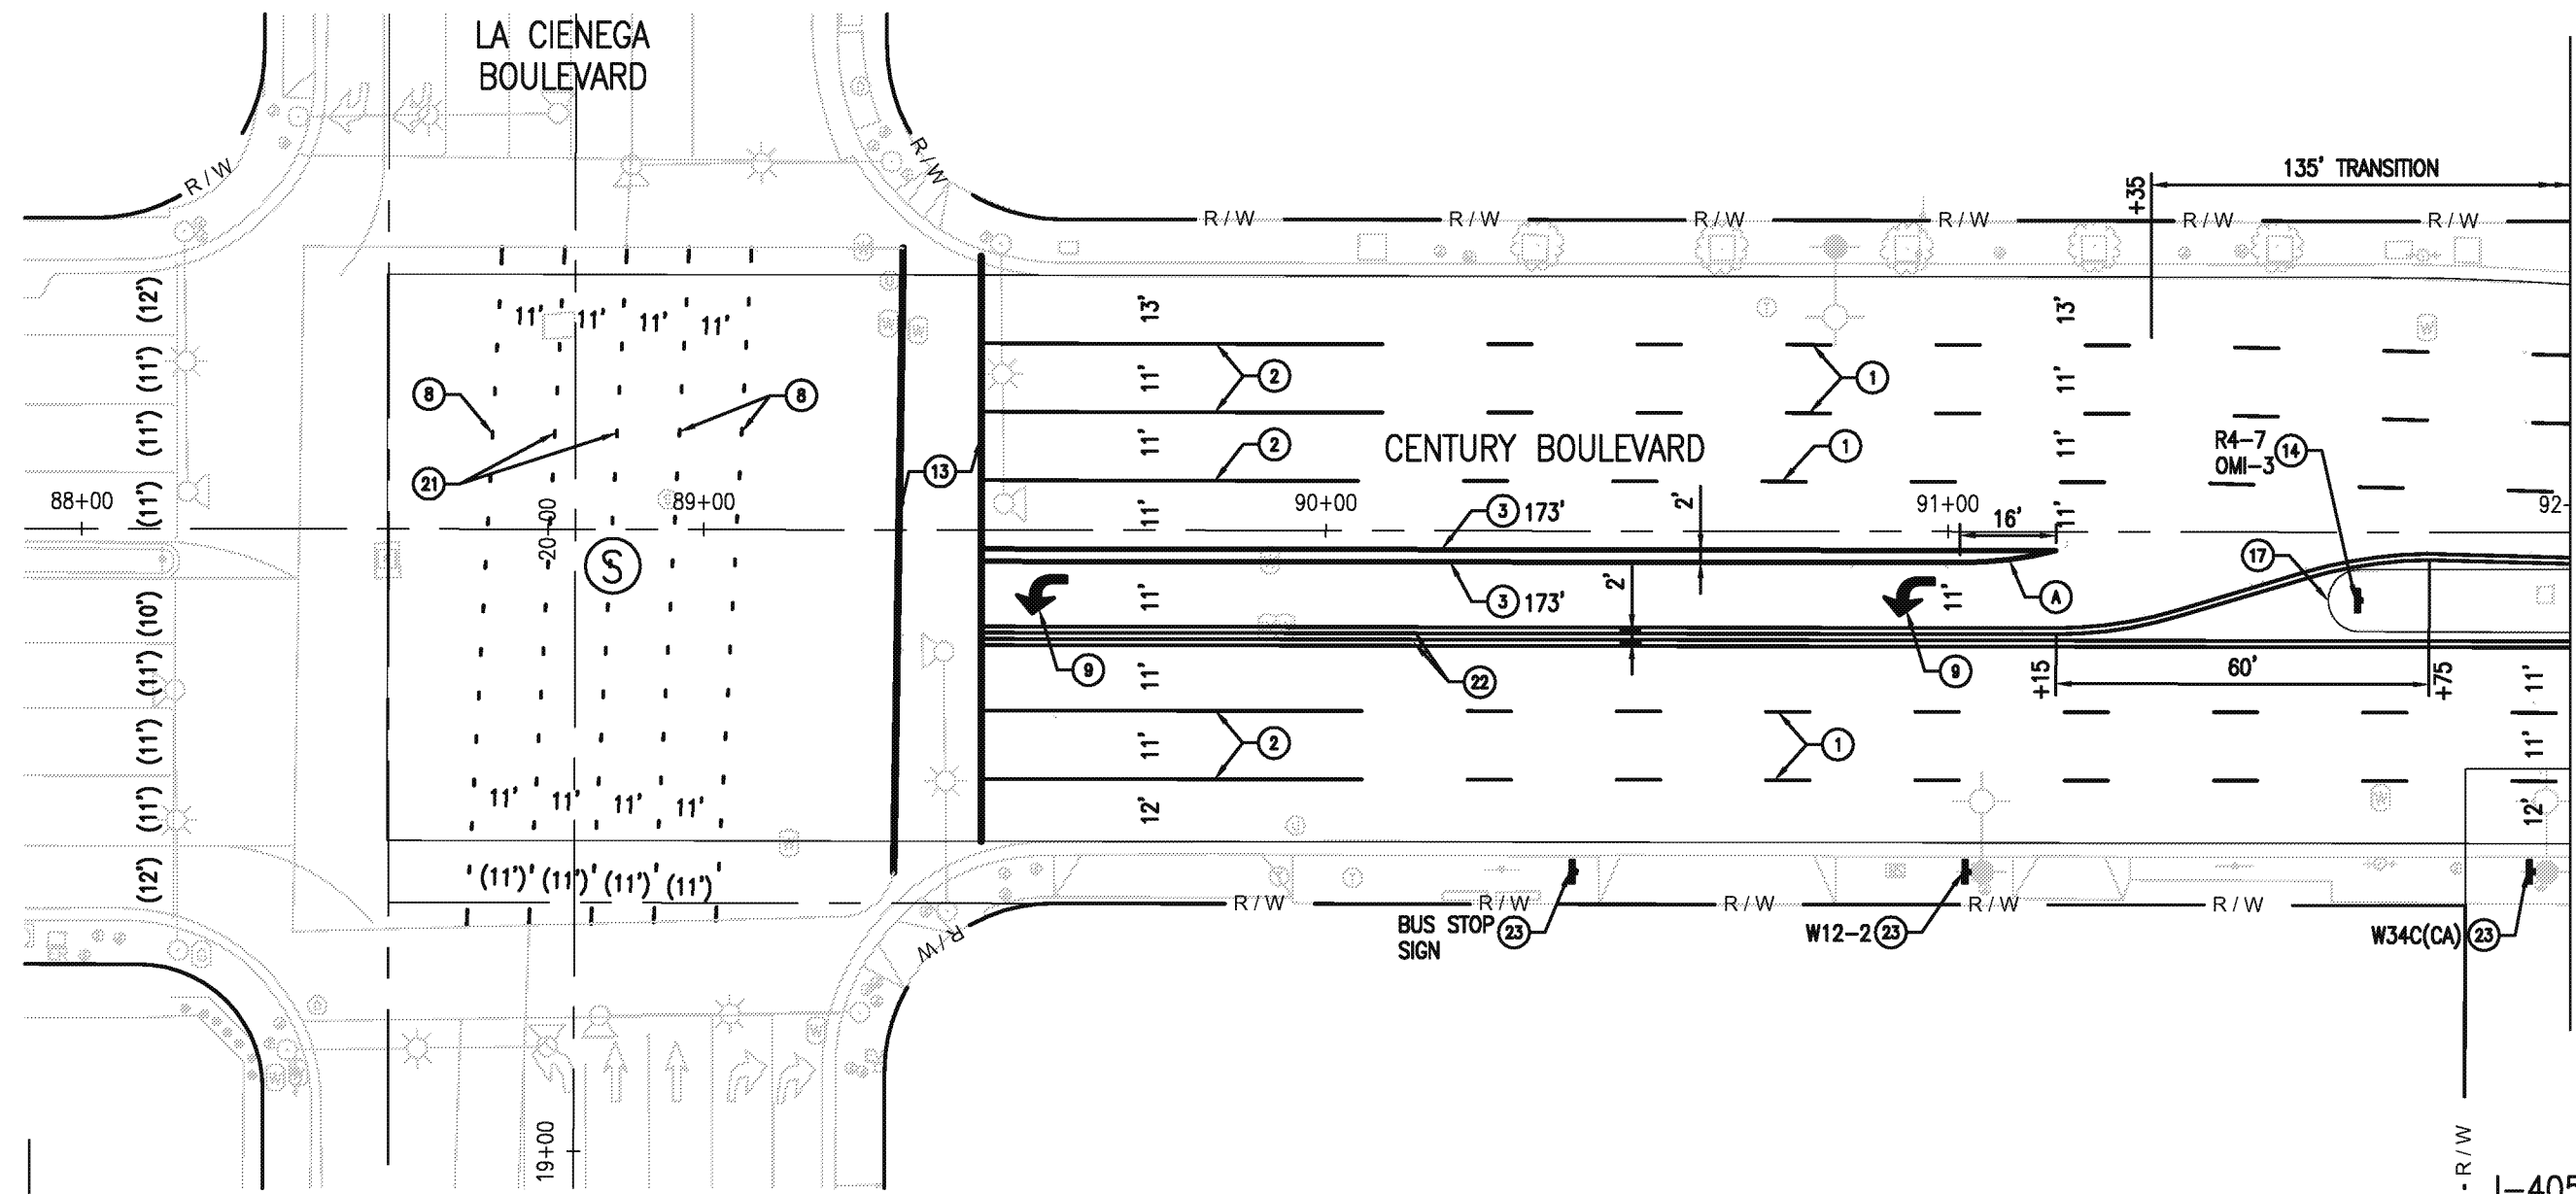 LA CIENEGA
BOULEVARD
R/W
R/W
135' TRANSITION
+35
R/W
R/W
R/W
R/W
R/W
R/W
(12')
(11')
(11')
(11')
(10')
(11')
(11')
(11')
(12')
11' 11' 11' 11'
8
8
21
13
13'
11'
11'
11'
2
2
1
1
13'
11'
11'
11'
CENTURY BOULEVARD
R4-7
OMI-3
14
88+00
20+00
89+00
90+00
91+00
92-
3 173'
2'
16'
17
S
3 173'
2'
11'
11'
A
9
9
22
+15
60'
+75
11'
11'
12'
2
1
11'
11'
12'
11' 11' 11' 11'
(11') (11') (11') (11')
R/W
R/W
R/W
R/W
R/W
R/W
BUS STOP
SIGN
23
W12-2 23
W34C(CA) 23
19+00
R/W
I-405